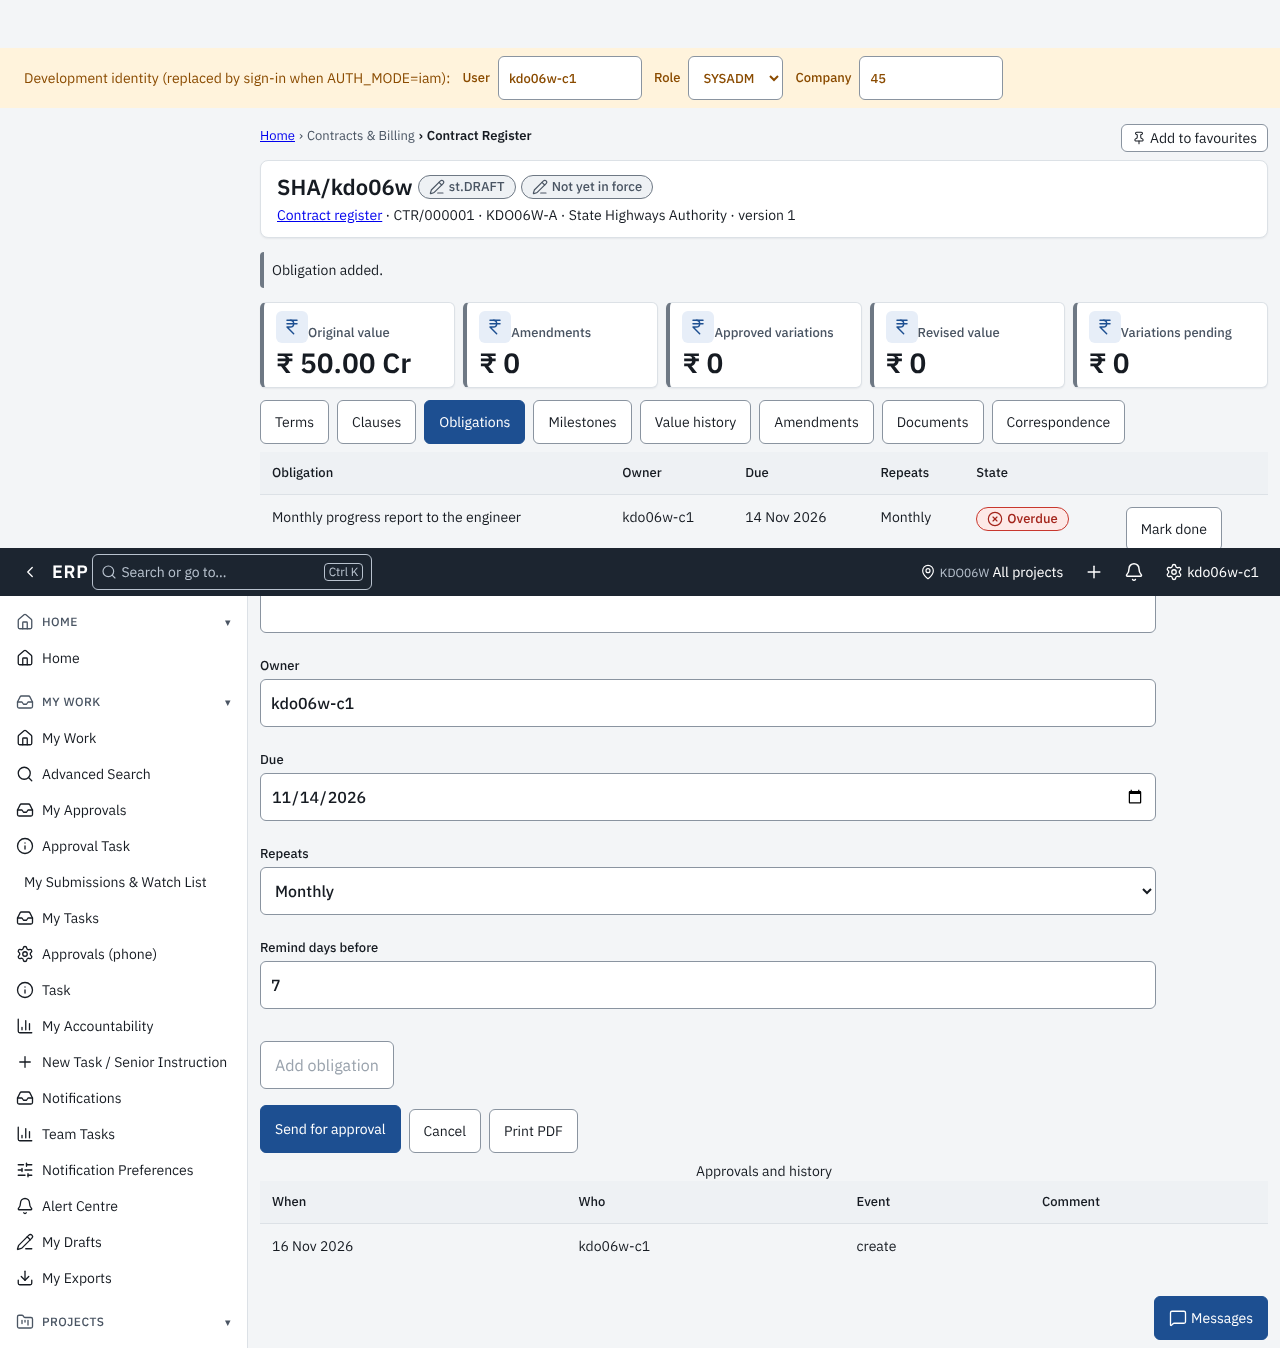 Development identity (replaced by sign-in when AUTH_MODE=iam): User kdo06w-c1 Role SYSADM Company 45
Home › Contracts & Billing › Contract Register
Add to favourites
SHA/kdo06w st.DRAFT Not yet in force
Contract register · CTR/000001 · KDO06W-A · State Highways Authority · version 1
Obligation added.
₹ Original value
₹ 50.00 Cr
₹ Amendments
₹ 0
₹ Approved variations
₹ 0
₹ Revised value
₹ 0
₹ Variations pending
₹ 0
Terms Clauses Obligations Milestones Value history Amendments Documents Correspondence
Obligation Owner Due Repeats State
Monthly progress report to the engineer kdo06w-c1 14 Nov 2026 Monthly Overdue Mark done
ERP Search or go to... Ctrl K KDO06W All projects kdo06w-c1
HOME
Home
MY WORK
My Work
Advanced Search
My Approvals
Approval Task
My Submissions & Watch List
My Tasks
Approvals (phone)
Task
My Accountability
New Task / Senior Instruction
Notifications
Team Tasks
Notification Preferences
Alert Centre
My Drafts
My Exports
PROJECTS
Owner
kdo06w-c1
Due
11/14/2026
Repeats
Monthly
Remind days before
7
Add obligation
Send for approval Cancel Print PDF
Approvals and history
When Who Event Comment
16 Nov 2026 kdo06w-c1 create
Messages